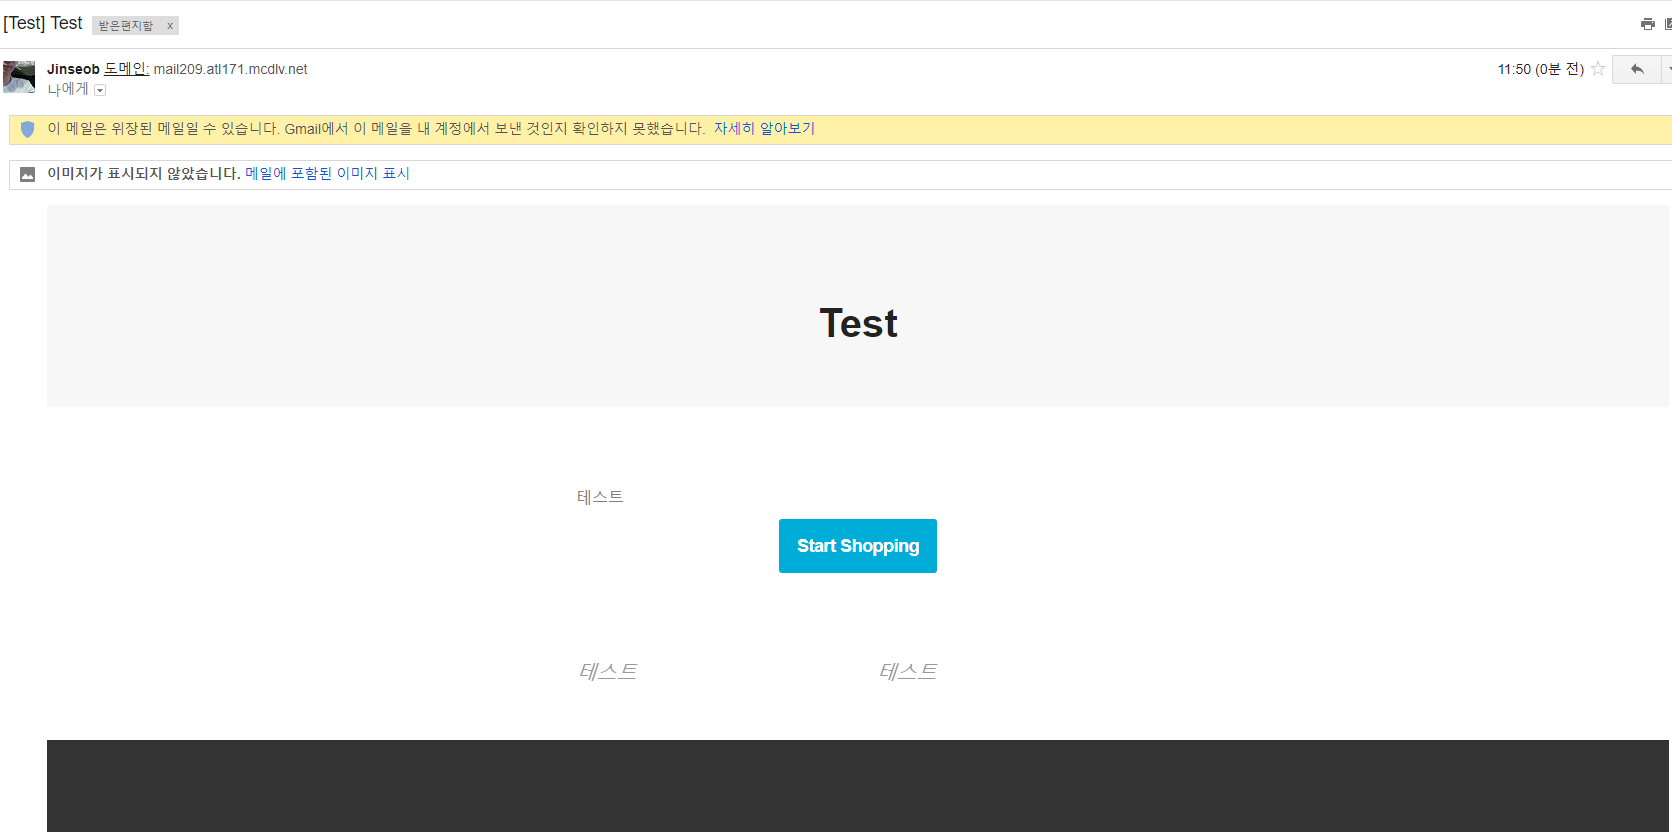 [Test] Test 받은편지함 x
Jinseob 도메인: mail209.atl171.mcdlv.net 11:50 (0분 전)
나에게
이 메일은 위장된 메일일 수 있습니다. Gmail에서 이 메일을 내 계정에서 보낸 것인지 확인하지 못했습니다. 자세히 알아보기
이미지가 표시되지 않았습니다. 메일에 포함된 이미지 표시
Test
테스트
Start Shopping
테스트 테스트